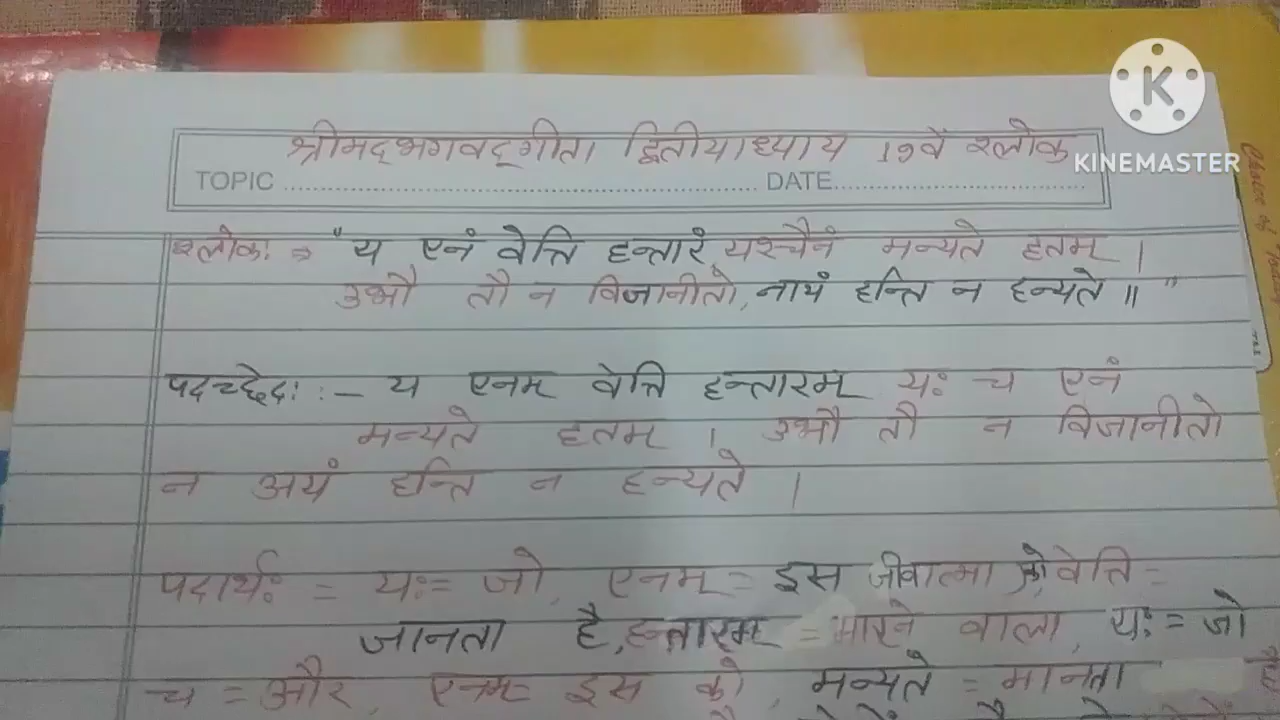 श्रीमद्भगवद्गीता द्वितीयाध्याय 19वें श्लोक
KINEMASTER
TOPIC DATE
श्लोकः ⇒ "य एनं वेत्ति हन्तारं यश्चैनं मन्यते हतम् ।
उभौ तौ न विजानीतो, नायं हन्ति न हन्यते ॥"
पदच्छेदः :- य एनम् वेत्ति हन्तारम् यः च एनं
मन्यते हतम् । उभौ तौ न विजानीतो
न अयं हन्ति न हन्यते ।
पदार्थः = यः = जो, एनम् = इस जीवात्मा को, वेत्ति =
जानता है, हन्तारम् = मारने वाला, यः = जो
च = और, एनम् = इस को, मन्यते = मानता है